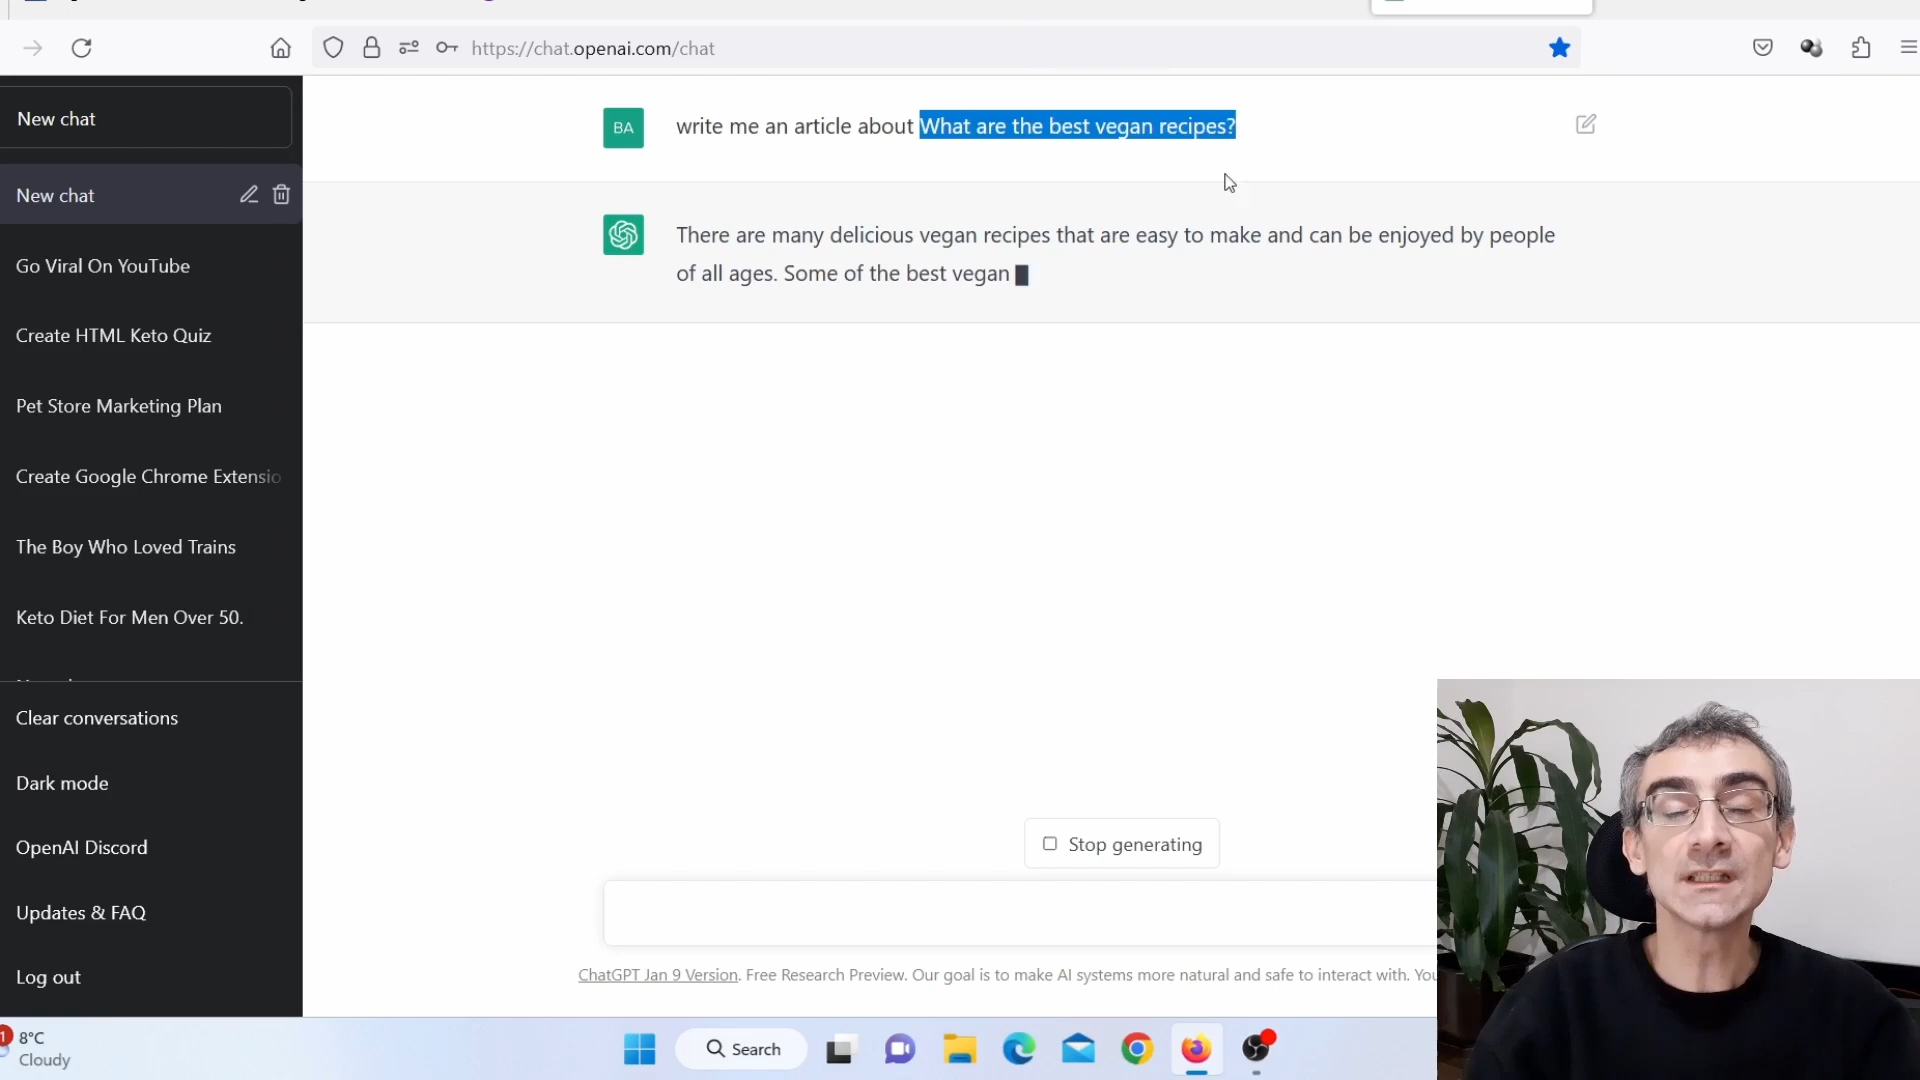 https://chat.openai.com/chat
New chat
BA
write me an article about What are the best vegan recipes?
New chat
There are many delicious vegan recipes that are easy to make and can be enjoyed by people
of all ages. Some of the best vegan
Go Viral On YouTube
Create HTML Keto Quiz
Pet Store Marketing Plan
Create Google Chrome Extensio
The Boy Who Loved Trains
Keto Diet For Men Over 50.
Clear conversations
Dark mode
OpenAI Discord
Updates & FAQ
Log out
Stop generating
ChatGPT Jan 9 Version. Free Research Preview. Our goal is to make AI systems more natural and safe to interact with. You
1
8°C
Cloudy
Search